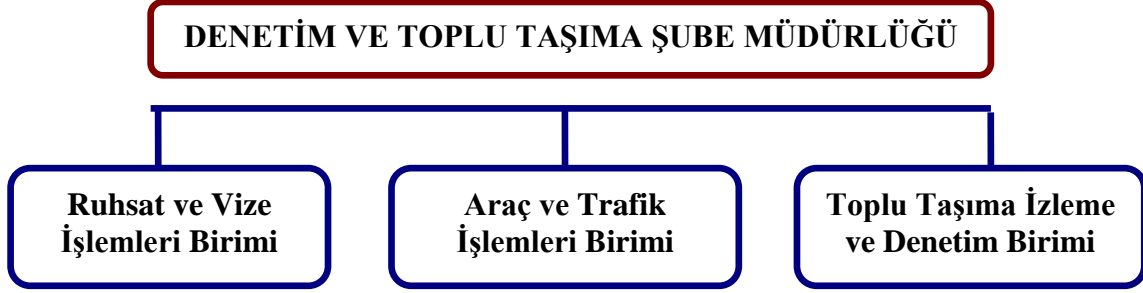 DENETİM VE TOPLU TAŞIMA ŞUBE MÜDÜRLÜĞÜ
Ruhsat ve Vize
İşlemleri Birimi
Araç ve Trafik
İşlemleri Birimi
Toplu Taşıma İzleme
ve Denetim Birimi